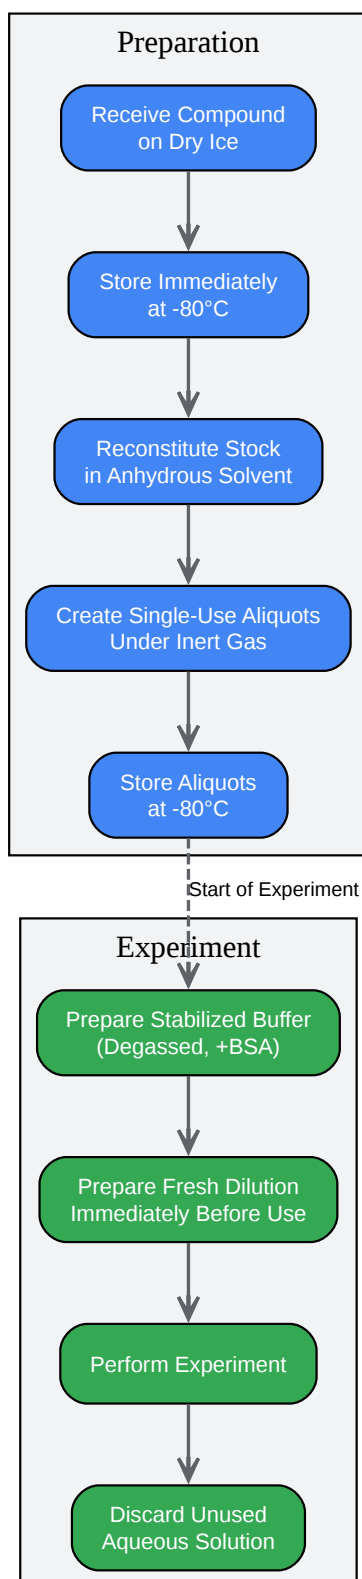 Preparation
Receive Compound
on Dry Ice
Store Immediately
at -80°C
Reconstitute Stock
in Anhydrous Solvent
Create Single-Use Aliquots
Under Inert Gas
Store Aliquots
at -80°C
Start of Experiment
Experiment
Prepare Stabilized Buffer
(Degassed, +BSA)
Prepare Fresh Dilution
Immediately Before Use
Perform Experiment
Discard Unused
Aqueous Solution